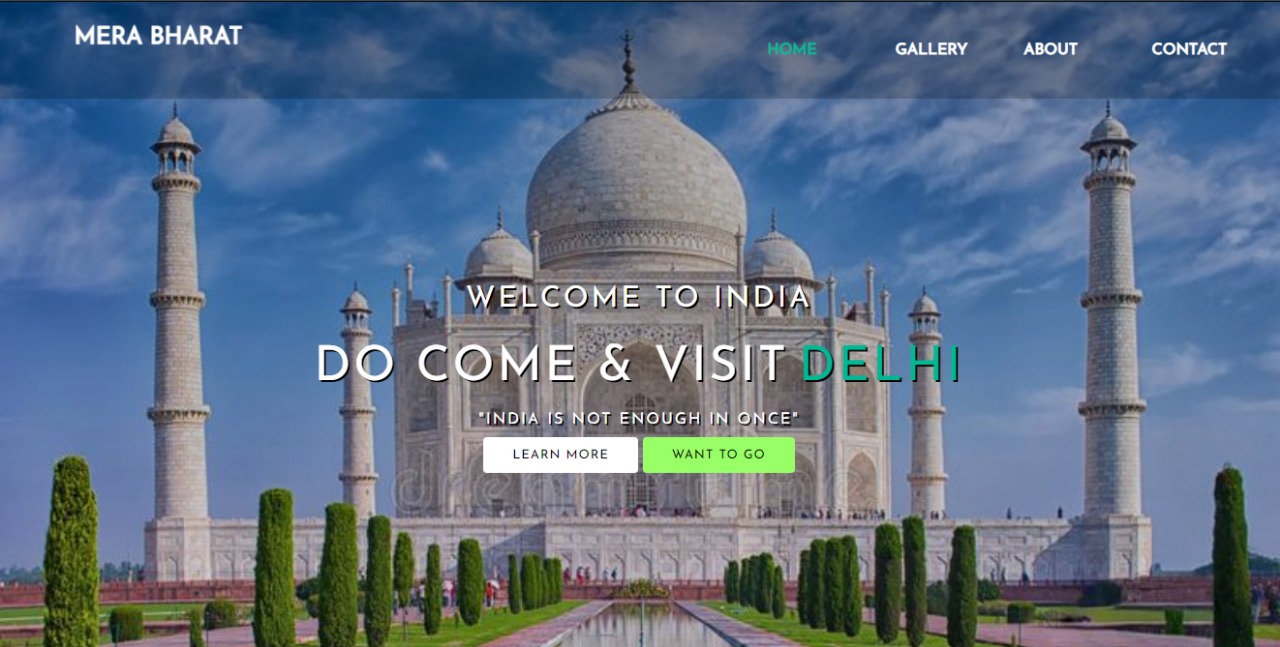 MERA BHARAT
HOME GALLERY ABOUT CONTACT
WELCOME TO INDIA
DO COME & VISIT DELHI
"INDIA IS NOT ENOUGH IN ONCE"
LEARN MORE WANT TO GO
dreamstime